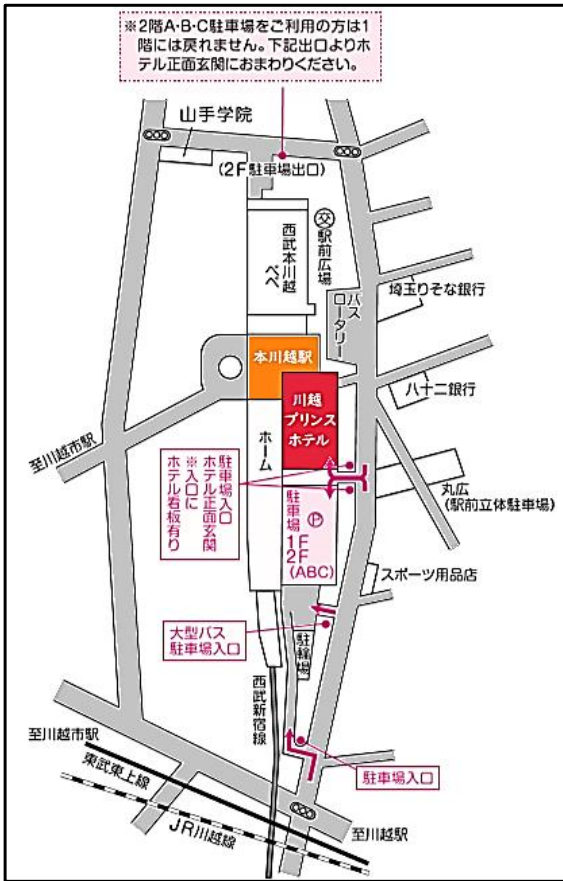 ※2階A・B・C駐車場をご利用の方は1
階には戻れません。下記出口よりホ
テル正面玄関におまわりください。
山手学院
(2F駐車場出口)
西武本川越
ペペ
交
駅前広場
バス
ロータリー
埼玉りそな銀行
本川越駅
川越
プリンス
ホテル
八十二銀行
至川越市駅
ホーム
駐車場入口
ホテル正面玄関
※入口に
ホテル看板有り
駐車場
P
1F
2F
(ABC)
丸広
(駅前立体駐車場)
スポーツ用品店
大型バス
駐車場入口
駐輪場
西武新宿線
至川越市駅
東武東上線
駐車場入口
JR川越線
至川越駅